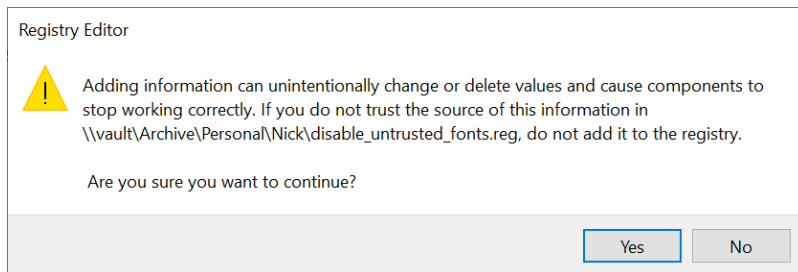 Registry Editor
Adding information can unintentionally change or delete values and cause components to
stop working correctly. If you do not trust the source of this information in
\\vault\Archive\Personal\Nick\disable_untrusted_fonts.reg, do not add it to the registry.
Are you sure you want to continue?
Yes No